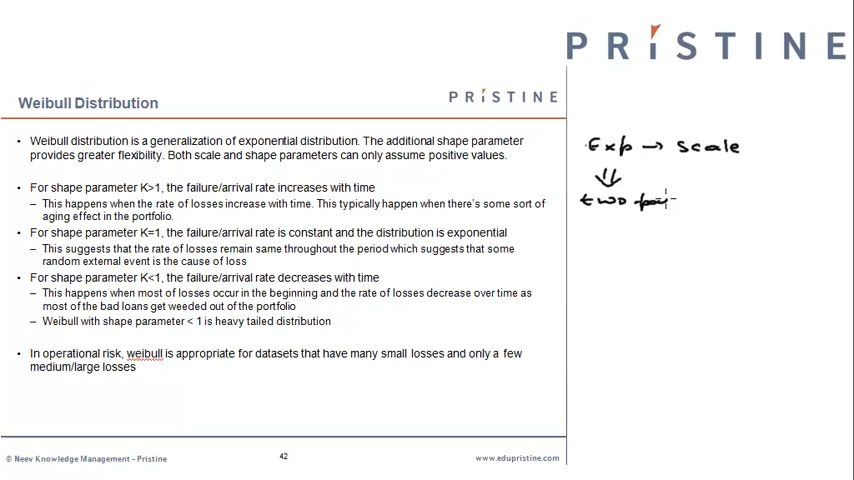 PRiSTINE
Weibull Distribution
PRiSTINE
• Weibull distribution is a generalization of exponential distribution. The additional shape parameter
provides greater flexibility. Both scale and shape parameters can only assume positive values.
• For shape parameter K>1, the failure/arrival rate increases with time
– This happens when the rate of losses increase with time. This typically happen when there's some sort of
aging effect in the portfolio.
• For shape parameter K=1, the failure/arrival rate is constant and the distribution is exponential
– This suggests that the rate of losses remain same throughout the period which suggests that some
random external event is the cause of loss
• For shape parameter K<1, the failure/arrival rate decreases with time
– This happens when most of losses occur in the beginning and the rate of losses decrease over time as
most of the bad loans get weeded out of the portfolio
– Weibull with shape parameter < 1 is heavy tailed distribution
• In operational risk, weibull is appropriate for datasets that have many small losses and only a few
medium/large losses
© Neev Knowledge Management – Pristine
42
www.edupristine.com
Exp → scale
⇓
two